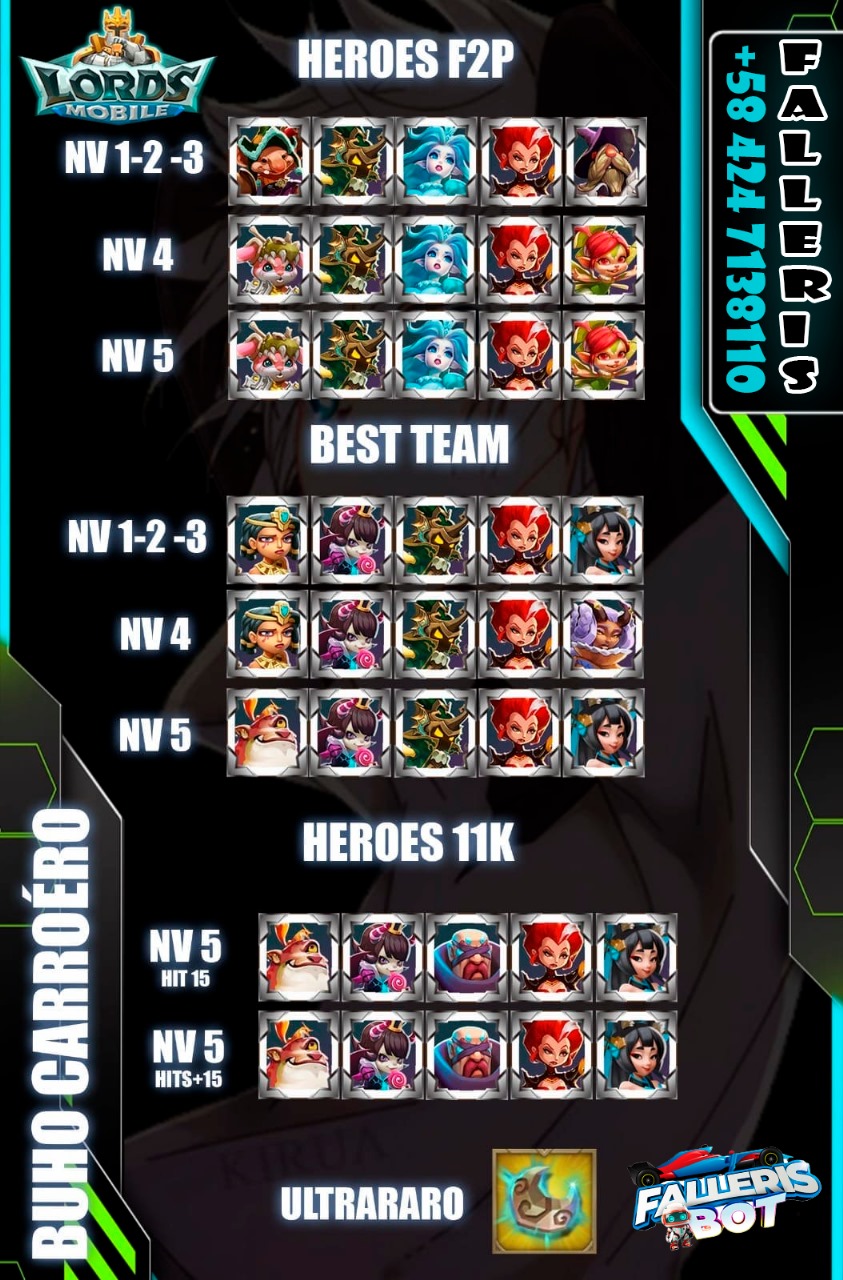 LORDS
MOBILE
HEROES F2P
NV 1-2 -3
NV 4
NV 5
BEST TEAM
NV 1-2 -3
NV 4
NV 5
HEROES 11K
NV 5
HIT 15
NV 5
HITS+15
ULTRARARO
BUHO CARROÉRO
FALLERIS
+58 424 7138110
KIRUA
FALLERIS
BOT